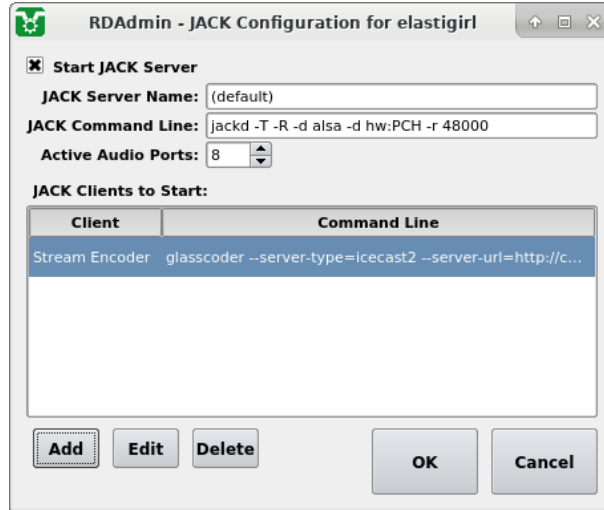 RDAdmin - JACK Configuration for elastigirl
Start JACK Server
JACK Server Name: (default)
JACK Command Line: jackd -T -R -d alsa -d hw:PCH -r 48000
Active Audio Ports: 8
JACK Clients to Start:
Client Command Line
Stream Encoder glasscoder --server-type=icecast2 --server-url=http://c...
Add Edit Delete OK Cancel